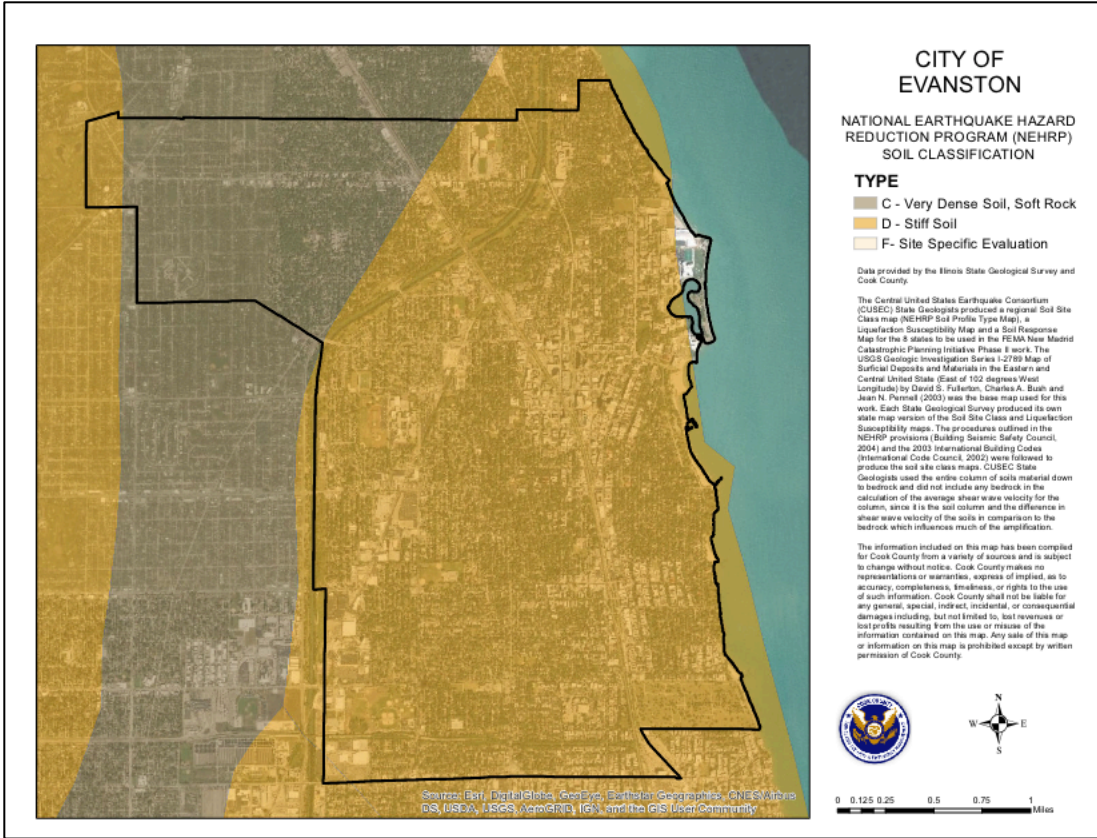 CITY OF
EVANSTON
NATIONAL EARTHQUAKE HAZARD
REDUCTION PROGRAM (NEHRP)
SOIL CLASSIFICATION
TYPE
C - Very Dense Soil, Soft Rock
D - Stiff Soil
F- Site Specific Evaluation
Data provided by the Illinois State Geological Survey and
Cook County.
The Central United States Earthquake Consortium
(CUSEC) State Geologists produced a regional Soil Site
Class map (NEHRP Soil Profile Type Map), a
Liquefaction Susceptibility Map and a Soil Response
Map for the 8 states to be used in the FEMA New Madrid
Catastrophic Planning Initiative Phase II work. The
USGS Geologic Investigation Series I-2789 Map of
Surficial Deposits and Materials in the Eastern and
Central United State (East of 102 degrees West
Longitude) by David S. Fullerton, Charles A. Bush and
Jean N. Pennell (2003) was the base map used for this
work. Each State Geological Survey produced its own
state map version of the Soil Site Class and Liquefaction
Susceptibility maps. The procedures outlined in the
NEHRP provisions (Building Seismic Safety Council,
2004) and the 2003 International Building Codes
(International Code Council, 2002) were followed to
produce the soil site class maps. CUSEC State
Geologists used the entire column of soils material down
to bedrock and did not include any bedrock in the
calculation of the average shear wave velocity for the
column, since it is the soil column and the difference in
shear wave velocity of the soils in comparison to the
bedrock which influences much of the amplification.
The information included on this map has been compiled
for Cook County from a variety of sources and is subject
to change without notice. Cook County makes no
representations or warranties, express of implied, as to
accuracy, completeness, timeliness, or rights to the use
of such information. Cook County shall not be liable for
any general, special, indirect, incidental, or consequential
damages including, but not limited to, lost revenues or
lost profits resulting from the use or misuse of the
information contained on this map. Any sale of this map
or information on this map is prohibited except by written
permission of Cook County.
N
W E
S
0 0.125 0.25 0.5 0.75 1
Miles
Source: Esri, DigitalGlobe, GeoEye, Earthstar Geographics, CNES/Airbus
DS, USDA, USGS, AeroGRID, IGN, and the GIS User Community